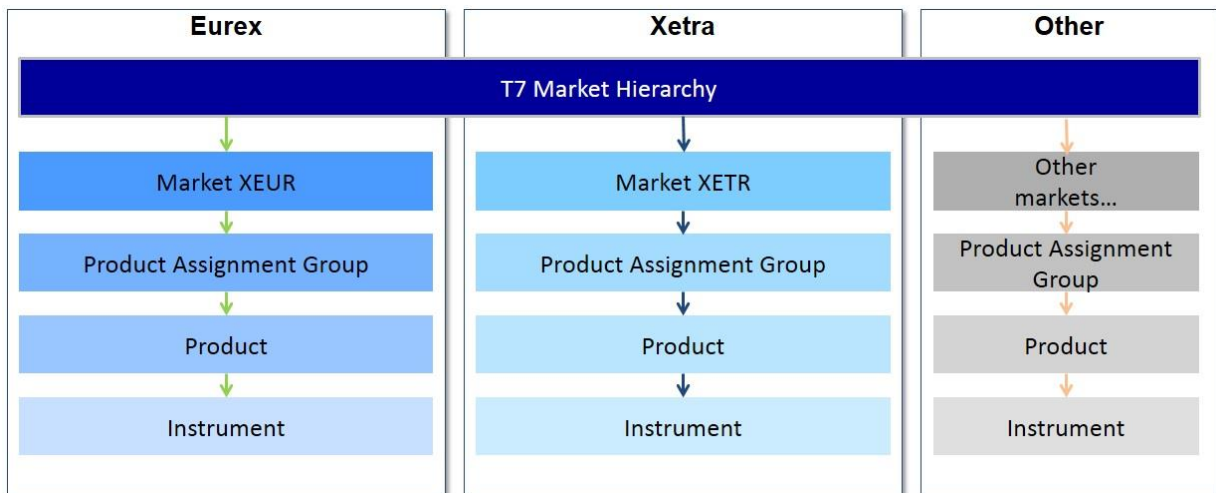 Eurex
Xetra
Other
T7 Market Hierarchy
Market XEUR
Market XETR
Other
markets...
Product Assignment Group
Product Assignment Group
Product Assignment
Group
Product
Product
Product
Instrument
Instrument
Instrument